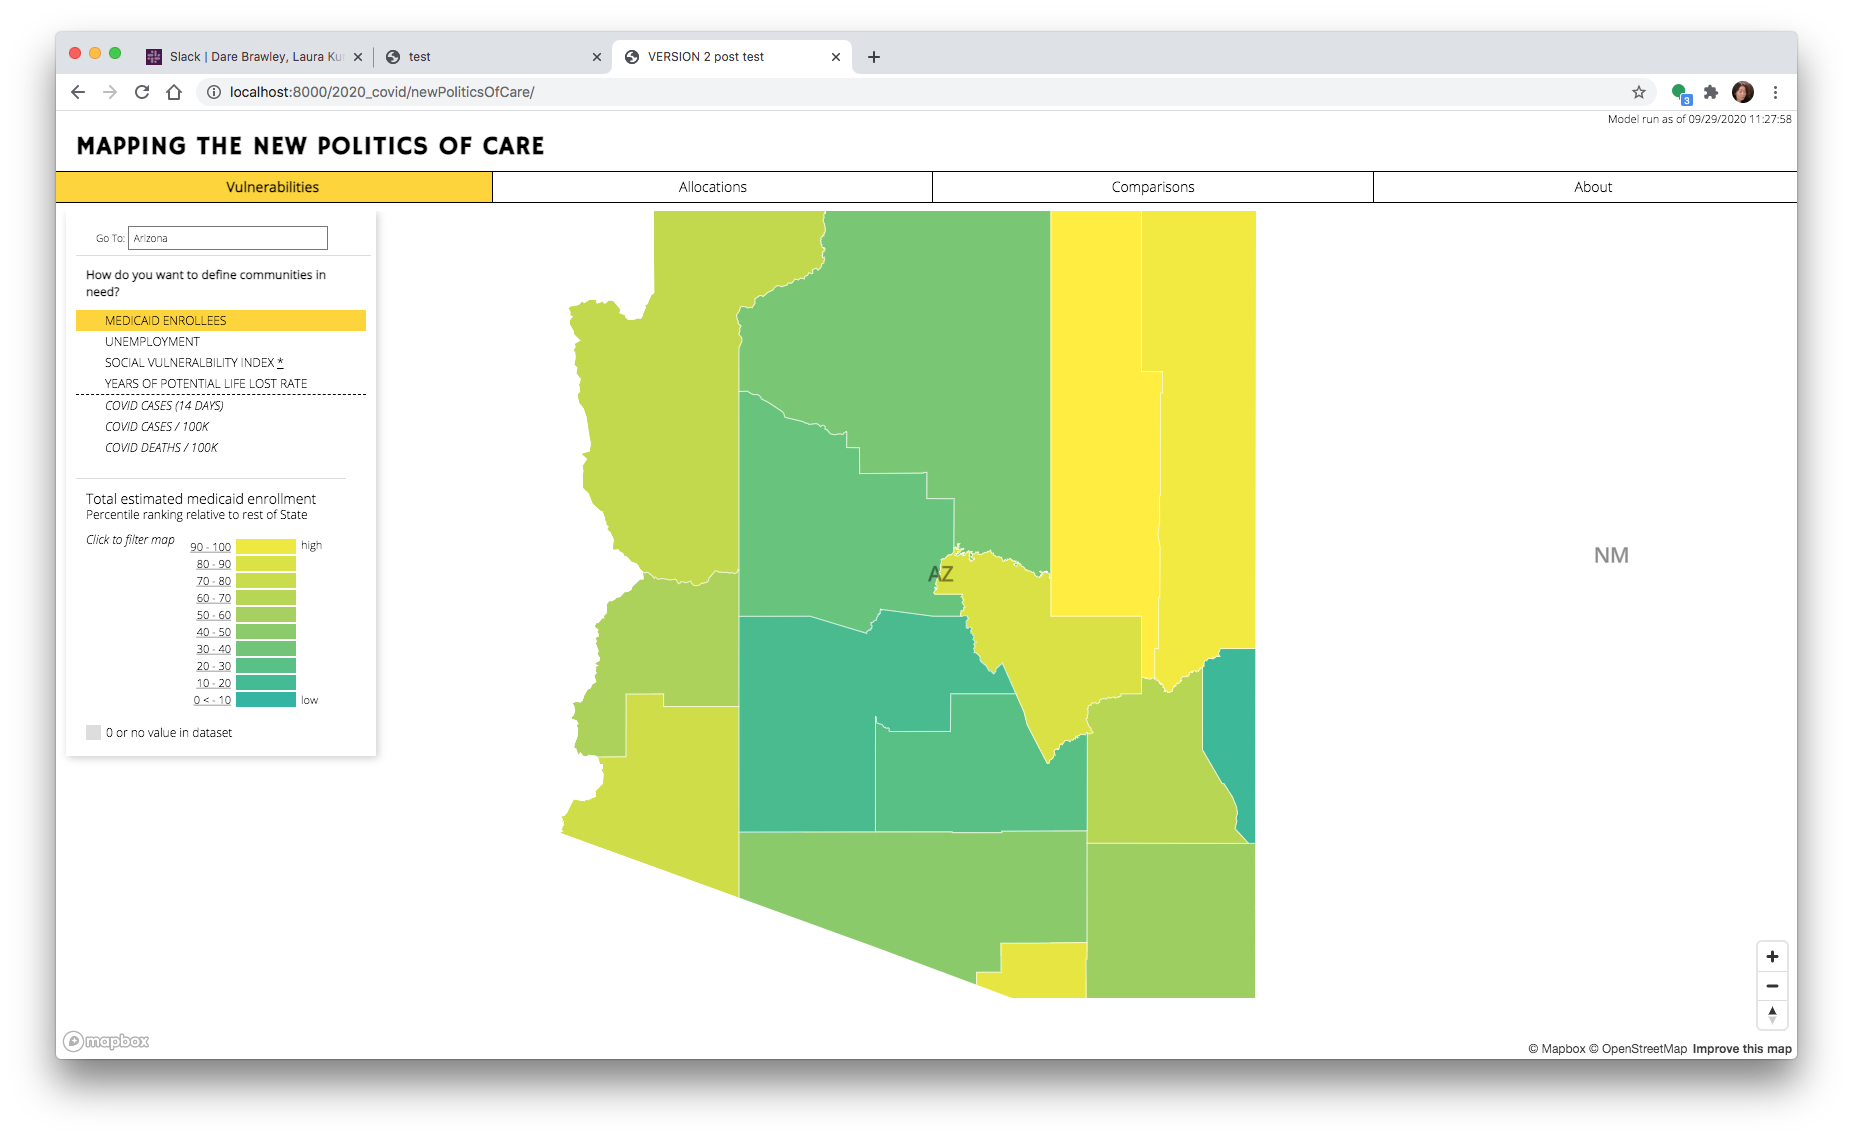 Slack | Dare Brawley, Laura Kur
test
VERSION 2 post test
localhost:8000/2020_covid/newPoliticsOfCare/
3
Model run as of 09/29/2020 11:27:58
MAPPING THE NEW POLITICS OF CARE
Vulnerabilities
Allocations
Comparisons
About
Go To: Arizona
How do you want to define communities in
need?
MEDICAID ENROLLEES
UNEMPLOYMENT
SOCIAL VULNERALBILITY INDEX *
YEARS OF POTENTIAL LIFE LOST RATE
COVID CASES (14 DAYS)
COVID CASES / 100K
COVID DEATHS / 100K
Total estimated medicaid enrollment
Percentile ranking relative to rest of State
Click to filter map
90 - 100 high
80 - 90
70 - 80
60 - 70
50 - 60
40 - 50
30 - 40
20 - 30
10 - 20
0 < - 10 low
0 or no value in dataset
AZ
NM
mapbox
© Mapbox © OpenStreetMap Improve this map